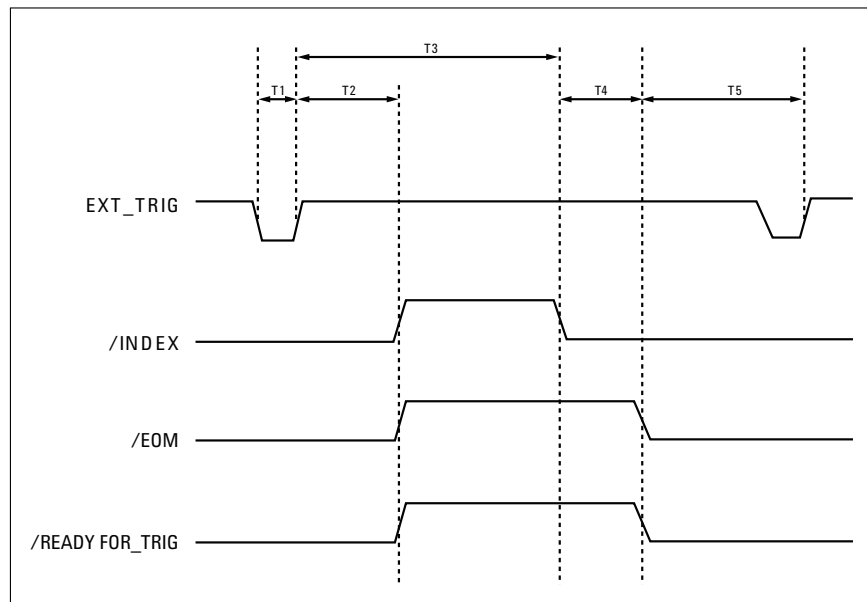 T3
T1
T2
T4
T5
EXT_TRIG
/INDEX
/EOM
/READY FOR_TRIG